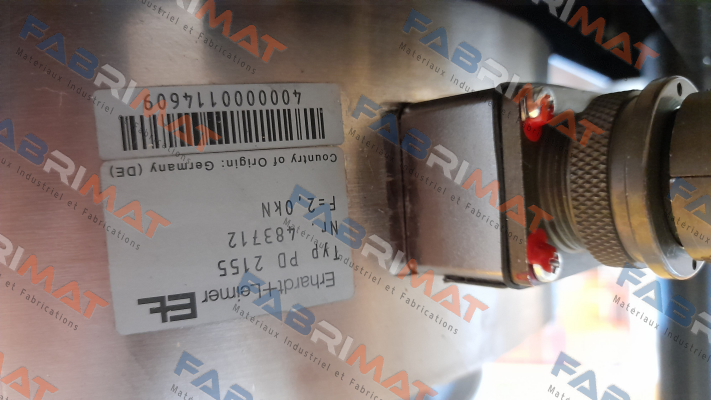 EL
Erhardt+Leimer
Typ PD 2155
Nr. 483712
F=2,0kN
Country of Origin: Germany (DE)
4000000114609
FABRIMAT
Materiaux Industriel et Fabrications